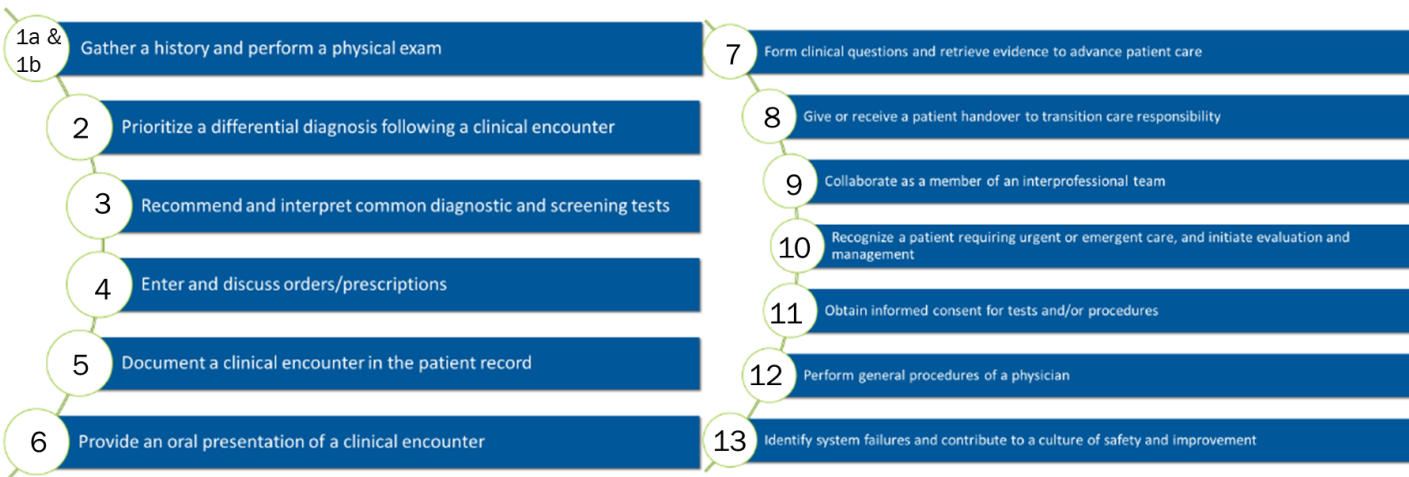 1a &
1b
Gather a history and perform a physical exam
2
Prioritize a differential diagnosis following a clinical encounter
3
Recommend and interpret common diagnostic and screening tests
4
Enter and discuss orders/prescriptions
5
Document a clinical encounter in the patient record
6
Provide an oral presentation of a clinical encounter
7
Form clinical questions and retrieve evidence to advance patient care
8
Give or receive a patient handover to transition care responsibility
9
Collaborate as a member of an interprofessional team
10
Recognize a patient requiring urgent or emergent care, and initiate evaluation and
management
11
Obtain informed consent for tests and/or procedures
12
Perform general procedures of a physician
13
Identify system failures and contribute to a culture of safety and improvement